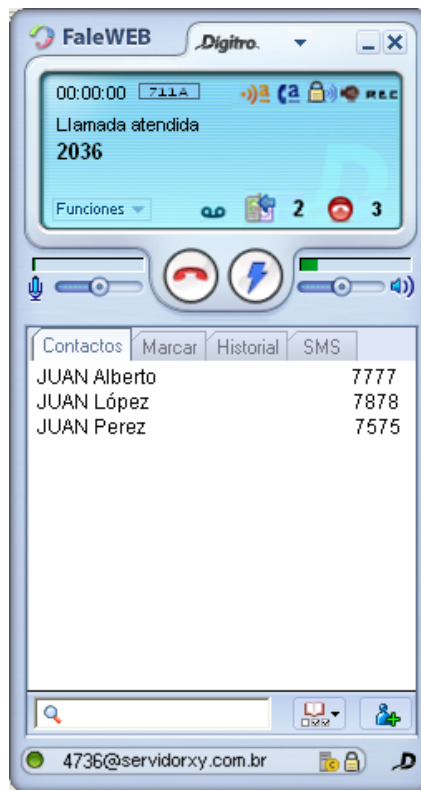 FaleWEB Dígitro.
00:00:00 711A a a REC
Llamada atendida
2036
Funciones 2 3
Contactos Marcar Historial SMS
JUAN Alberto 7777
JUAN López 7878
JUAN Perez 7575
4736@servidorxy.com.br